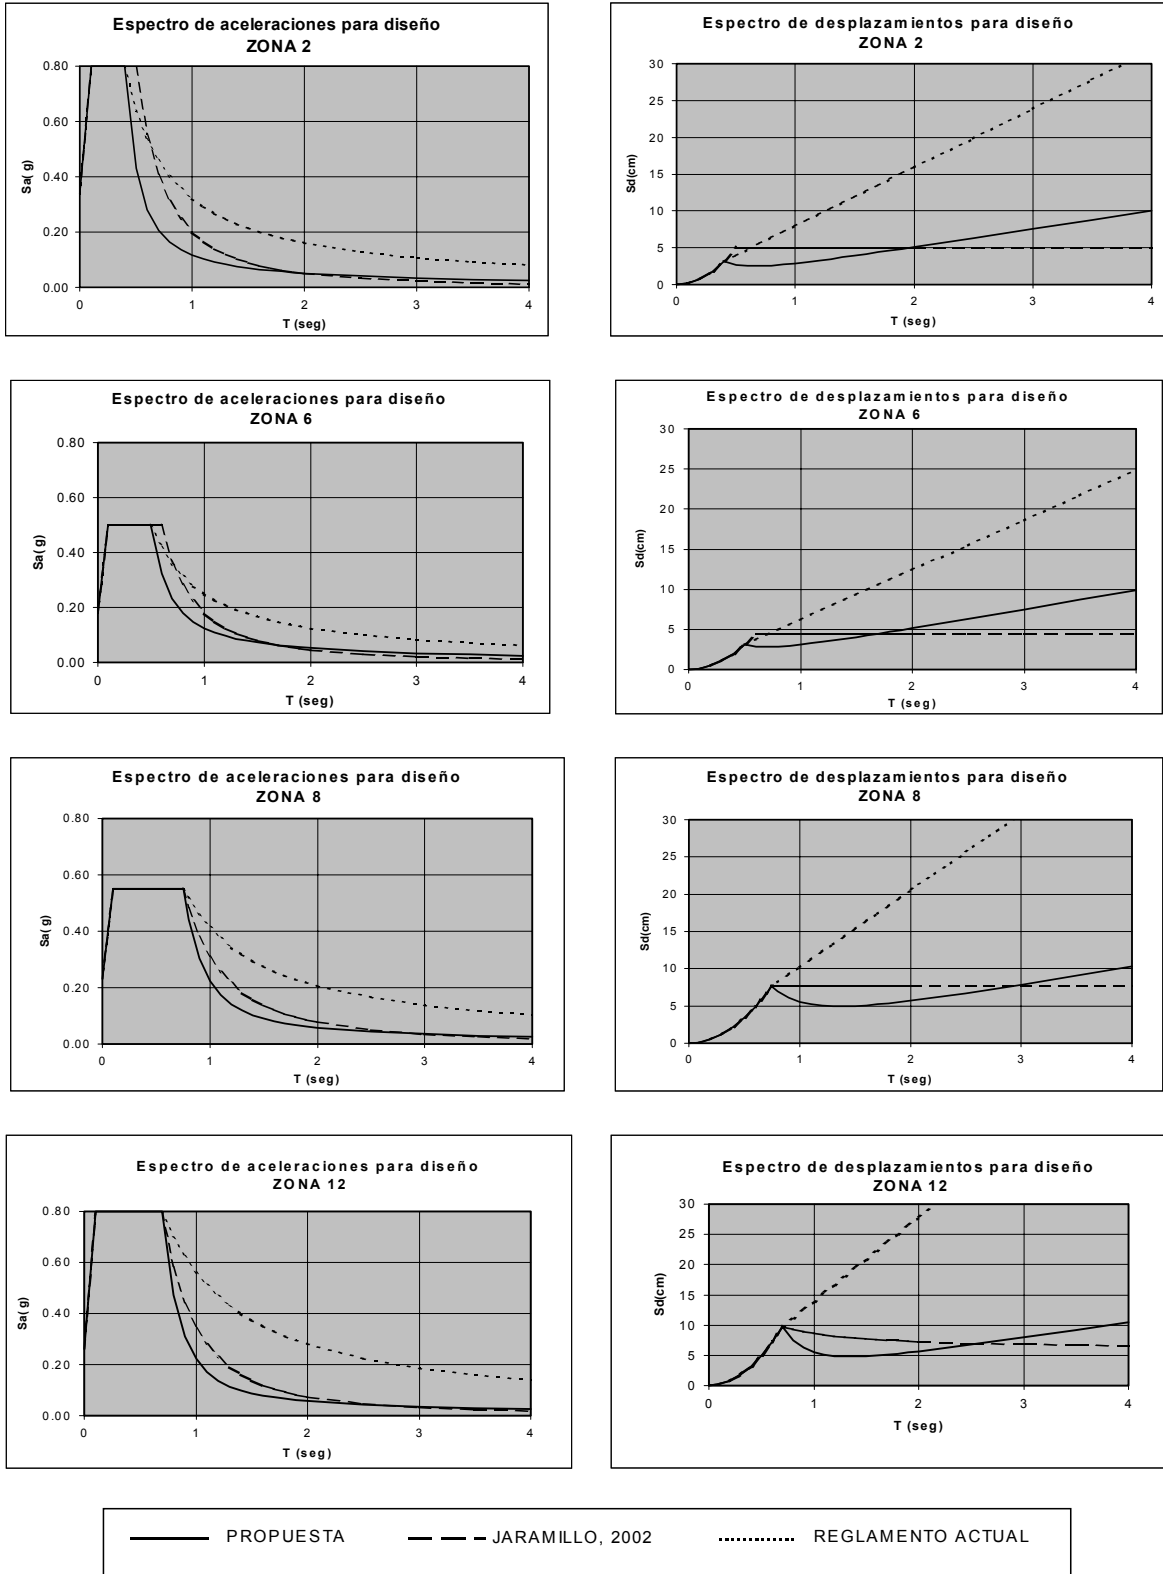 Espectro de aceleraciones para diseño
ZONA 2
0.80
0.60
0.40
0.20
0.00
Sa( g)
0 1 2 3 4
T (seg)
Espectro de desplazamientos para diseño
ZONA 2
30
25
20
15
10
5
0
Sd(cm)
0 1 2 3 4
T (seg)
Espectro de aceleraciones para diseño
ZONA 6
0.80
0.60
0.40
0.20
0.00
Sa( g)
0 1 2 3 4
T (seg)
Espectro de desplazamientos para diseño
ZONA 6
30
25
20
15
10
5
0
Sd(cm)
0 1 2 3 4
T (seg)
Espectro de aceleraciones para diseño
ZONA 8
0.80
0.60
0.40
0.20
0.00
Sa( g)
0 1 2 3 4
T (seg)
Espectro de desplazamientos para diseño
ZONA 8
30
25
20
15
10
5
0
Sd(cm)
0 1 2 3 4
T (seg)
Espectro de aceleraciones para diseño
ZONA 12
0.80
0.60
0.40
0.20
0.00
Sa( g)
0 1 2 3 4
T (seg)
Espectro de desplazamientos para diseño
ZONA 12
30
25
20
15
10
5
0
Sd(cm)
0 1 2 3 4
T (seg)
PROPUESTA JARAMILLO, 2002 REGLAMENTO ACTUAL